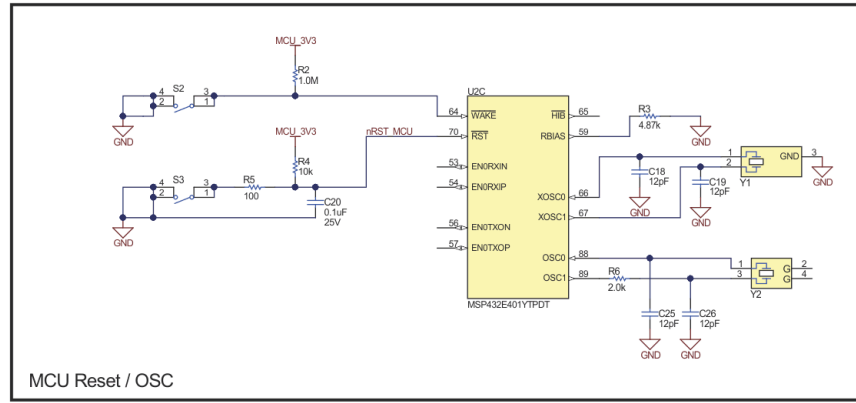 MCU_3V3
R2
1.0M
S2
4
2
3
1
GND
U2C
64
WAKE
HIB
65
R3
4.87k
GND
MCU_3V3
nRST_MCU
70
RST
RBIAS
59
R4
10k
S3
4
2
3
1
R5
100
GND
C20
0.1uF
25V
53
EN0RXIN
54
EN0RXIP
56
EN0TXON
57
EN0TXOP
XOSC0
66
XOSC1
67
C18
12pF
GND
C19
12pF
GND
1
2
GND
3
Y1
GND
OSC0
88
OSC1
89
R6
2.0k
1
3
G
2
G
4
Y2
MSP432E401YTPDT
C25
12pF
C26
12pF
GND
GND
MCU Reset / OSC